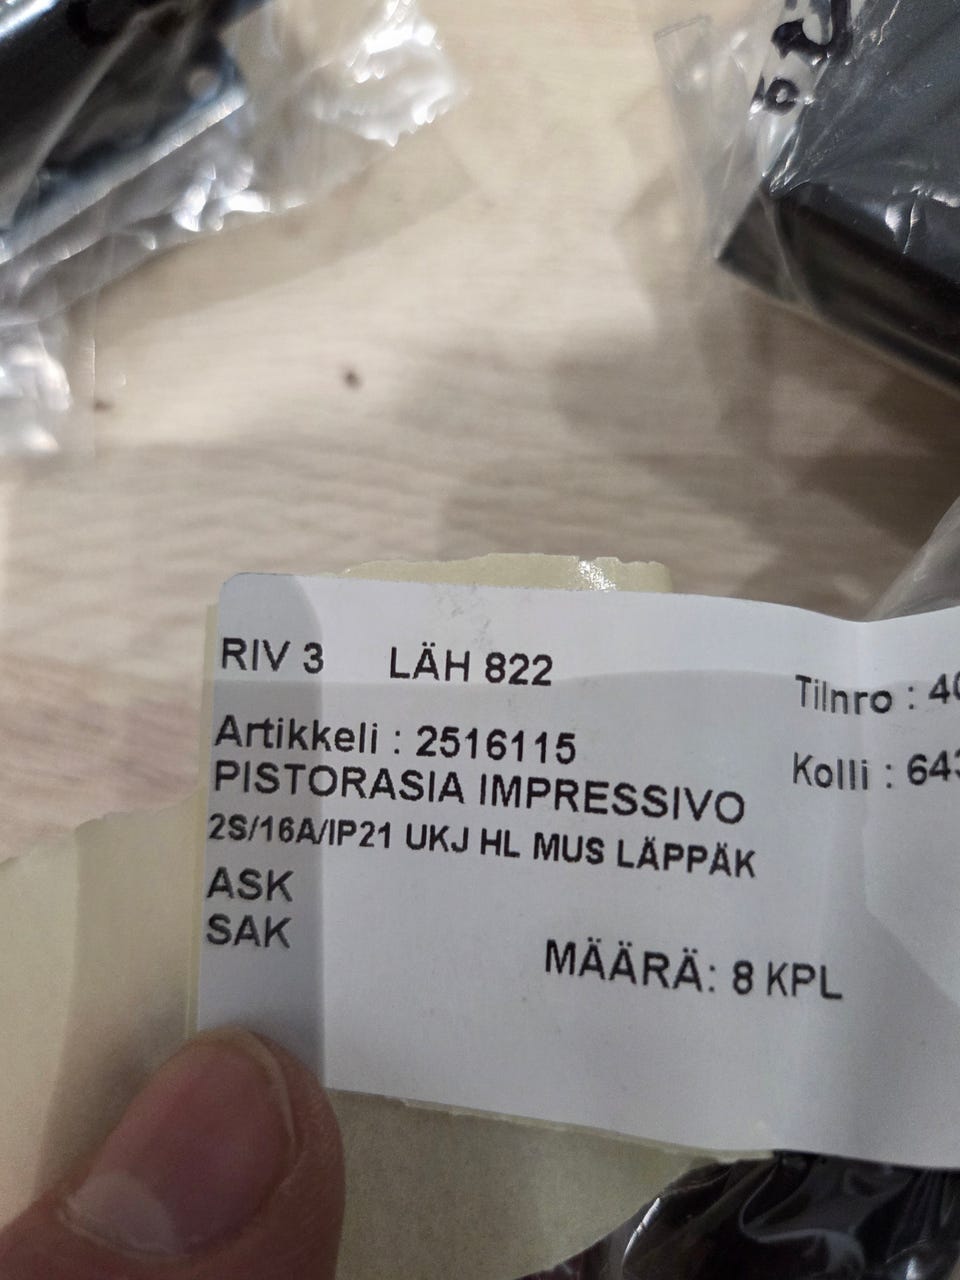 RIV 3 LÄH 822
Tilnro : 40
Artikkeli : 2516115
Kolli : 643
PISTORASIA IMPRESSIVO
2S/16A/IP21 UKJ HL MUS LÄPPÄK
ASK
SAK
MÄÄRÄ: 8 KPL